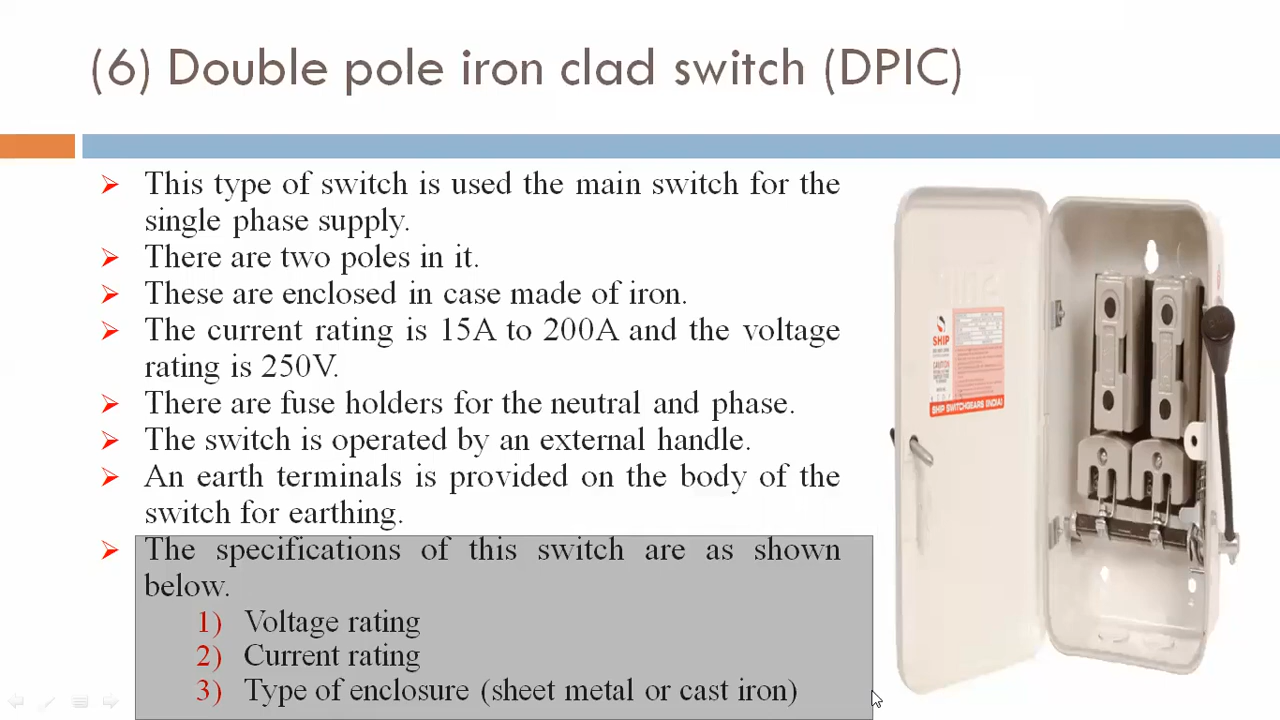 (6) Double pole iron clad switch (DPIC)
This type of switch is used the main switch for the
single phase supply.
There are two poles in it.
These are enclosed in case made of iron.
The current rating is 15A to 200A and the voltage
rating is 250V.
There are fuse holders for the neutral and phase.
The switch is operated by an external handle.
An earth terminals is provided on the body of the
switch for earthing.
The specifications of this switch are as shown
below.
1) Voltage rating
2) Current rating
3) Type of enclosure (sheet metal or cast iron)
SHIP
CAUTION
SHIP SWITCHGEARS (INDIA)